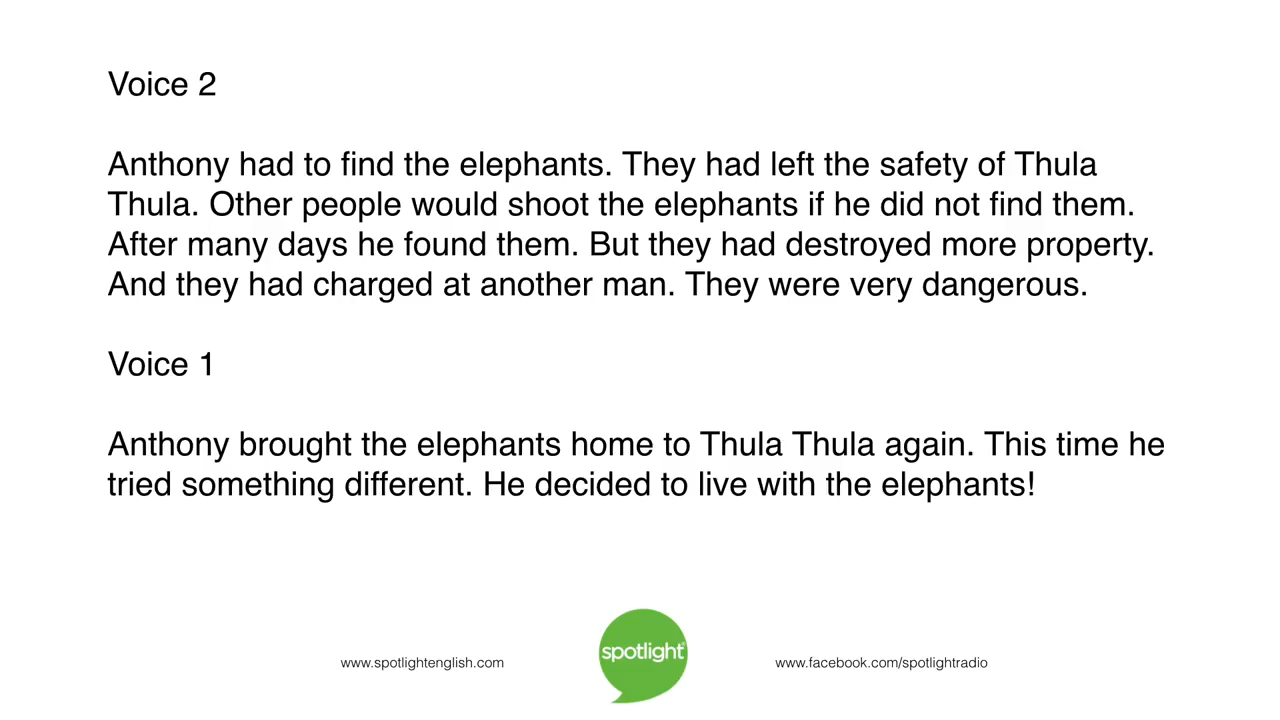 Voice 2
Anthony had to find the elephants. They had left the safety of Thula
Thula. Other people would shoot the elephants if he did not find them.
After many days he found them. But they had destroyed more property.
And they had charged at another man. They were very dangerous.
Voice 1
Anthony brought the elephants home to Thula Thula again. This time he
tried something different. He decided to live with the elephants!
www.spotlightenglish.com
spotlight
www.facebook.com/spotlightradio